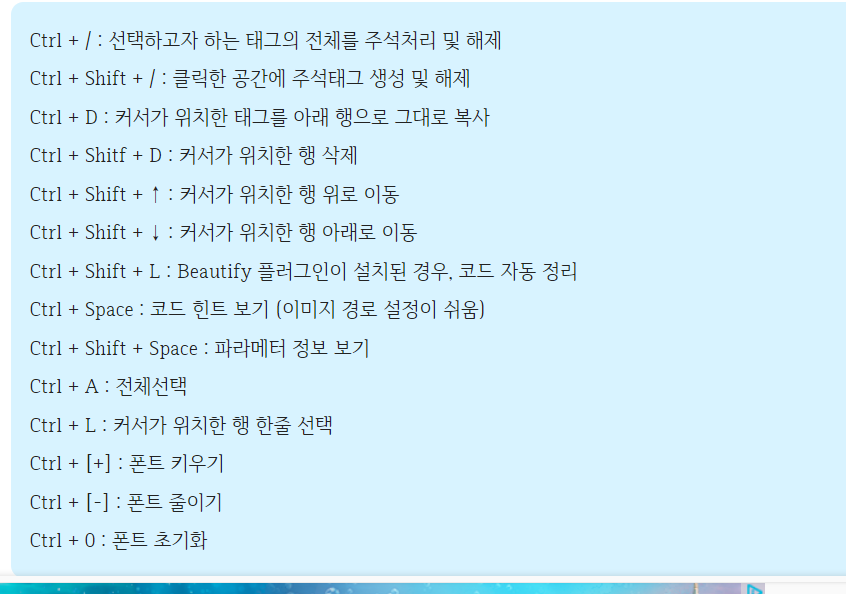 Ctrl + / : 선택하고자 하는 태그의 전체를 주석처리 및 해제
Ctrl + Shift + / : 클릭한 공간에 주석태그 생성 및 해제
Ctrl + D : 커서가 위치한 태그를 아래 행으로 그대로 복사
Ctrl + Shitf + D : 커서가 위치한 행 삭제
Ctrl + Shift + ↑ : 커서가 위치한 행 위로 이동
Ctrl + Shift + ↓ : 커서가 위치한 행 아래로 이동
Ctrl + Shift + L : Beautify 플러그인이 설치된 경우, 코드 자동 정리
Ctrl + Space : 코드 힌트 보기 (이미지 경로 설정이 쉬움)
Ctrl + Shift + Space : 파라메터 정보 보기
Ctrl + A : 전체선택
Ctrl + L : 커서가 위치한 행 한줄 선택
Ctrl + [+] : 폰트 키우기
Ctrl + [-] : 폰트 줄이기
Ctrl + 0 : 폰트 초기화